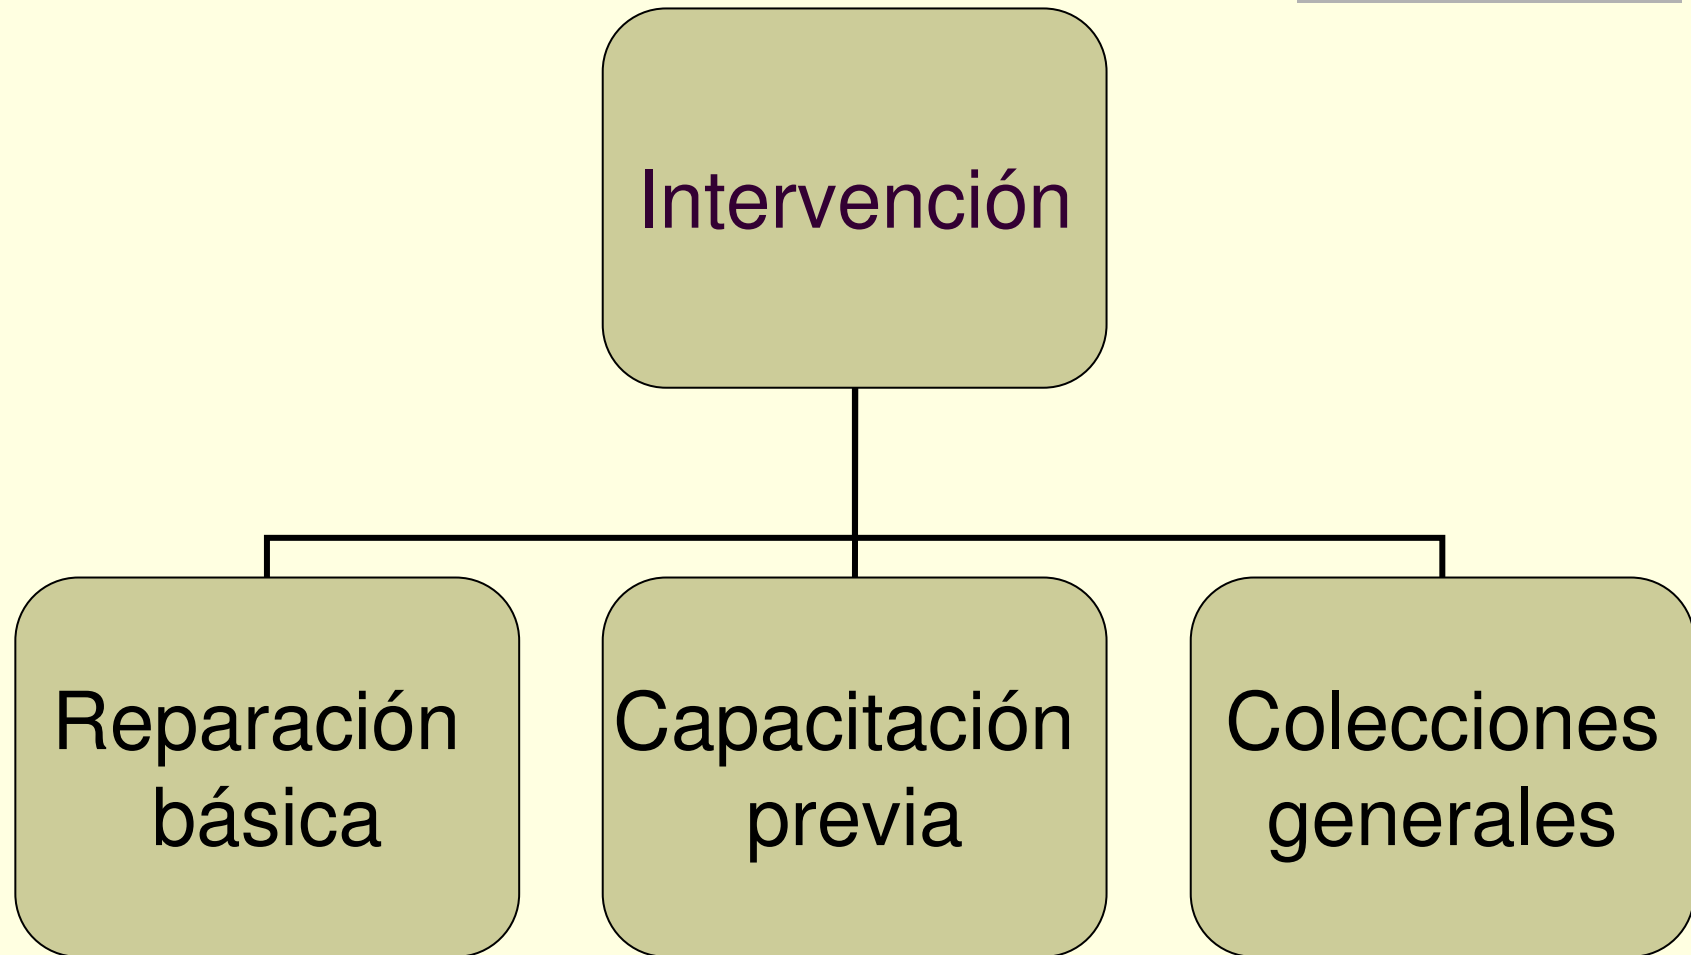 Intervención
Reparación
básica
Capacitación
previa
Colecciones
generales